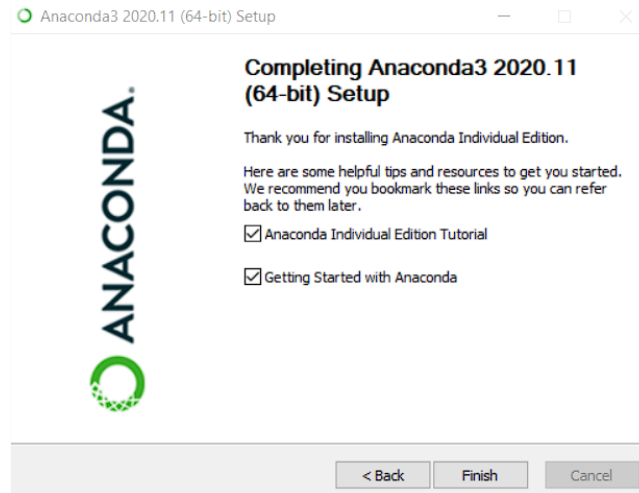 Anaconda3 2020.11 (64-bit) Setup
Completing Anaconda3 2020.11
(64-bit) Setup
Thank you for installing Anaconda Individual Edition.
Here are some helpful tips and resources to get you started.
We recommend you bookmark these links so you can refer
back to them later.
Anaconda Individual Edition Tutorial
Getting Started with Anaconda
ANACONDA.
< Back
Finish
Cancel